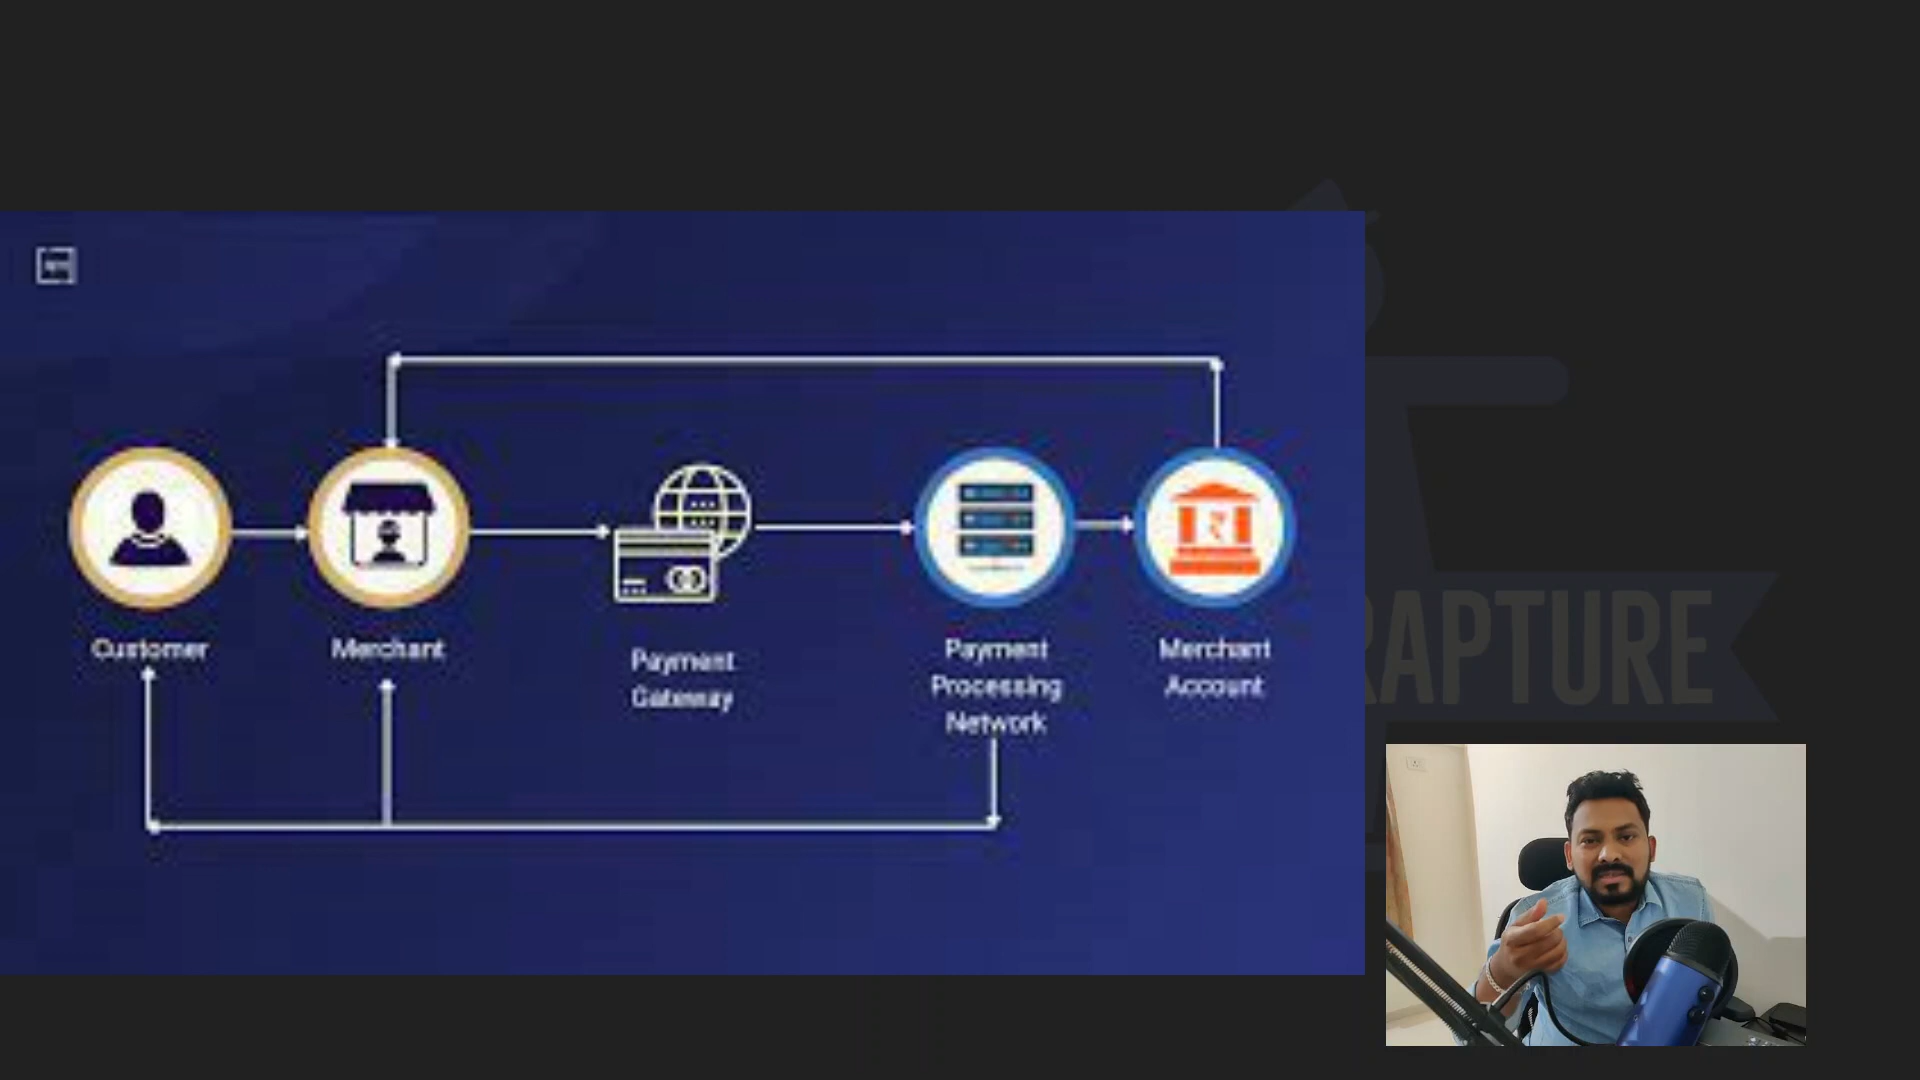 Customer
Merchant
Payment
Gateway
Payment
Processing
Network
Merchant
Account
RAPTURE